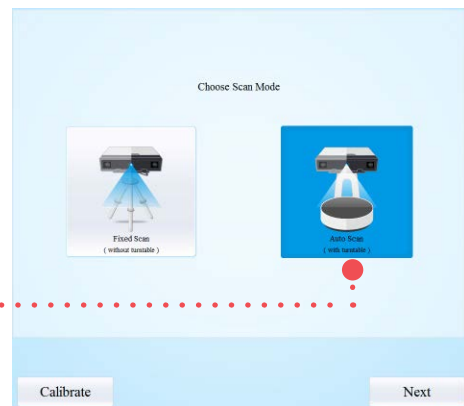 Choose Scan Mode
Fixed Scan
( without turntable )
Auto Scan
( with turntable )
Calibrate
Next